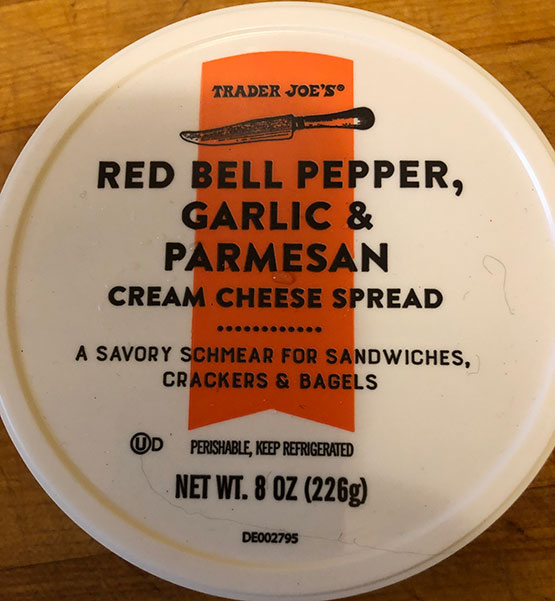 TRADER JOE'S®
RED BELL PEPPER,
GARLIC &
PARMESAN
CREAM CHEESE SPREAD
A SAVORY SCHMEAR FOR SANDWICHES,
CRACKERS & BAGELS
ⓊD PERISHABLE, KEEP REFRIGERATED
NET WT. 8 OZ (226g)
DE002795